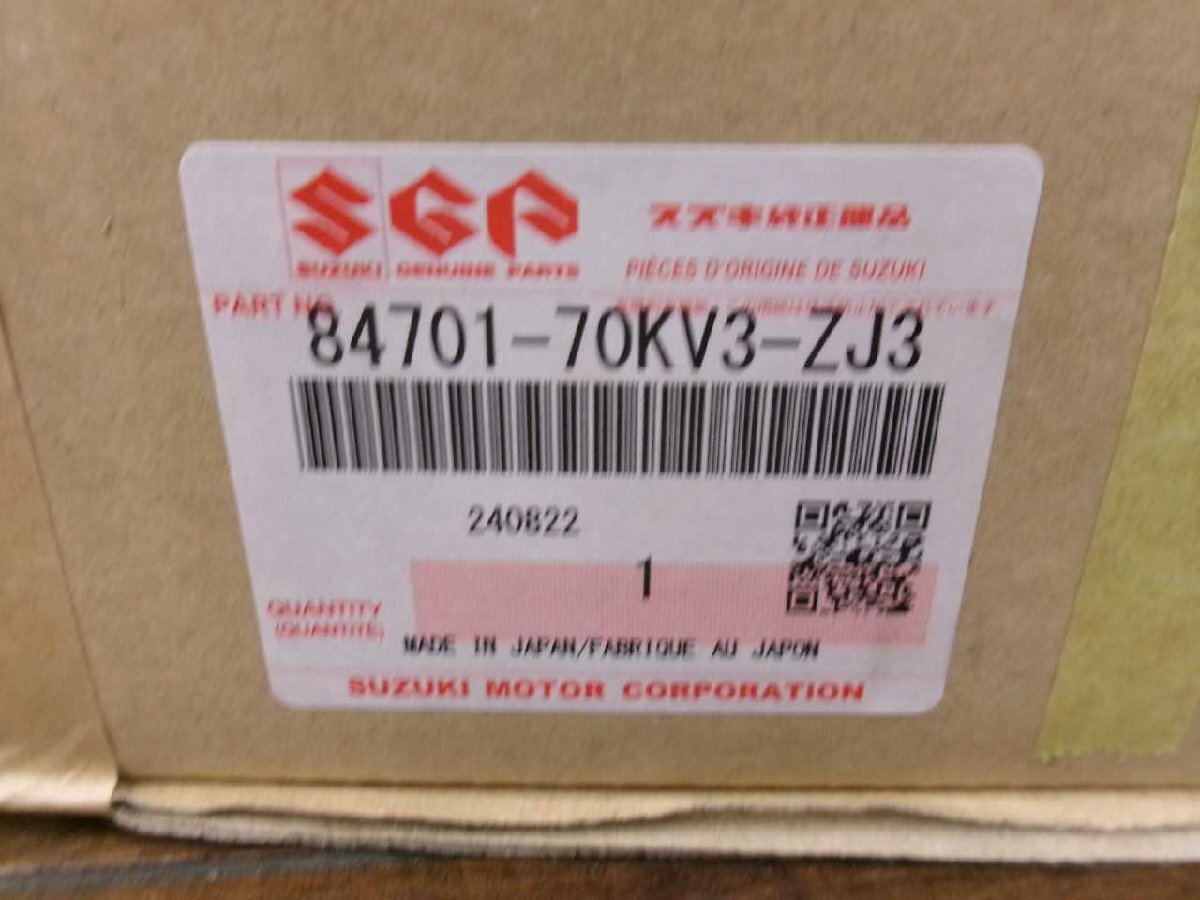 SGP
スズキ純正部品
SUZUKI GENUINE PARTS
PIÈCES D'ORIGINE DE SUZUKI
PART NO.
84701-70KV3-ZJ3
240822
1
QUANTITY
(QUANTITÉ)
MADE IN JAPAN/FABRIQUE AU JAPON
SUZUKI MOTOR CORPORATION